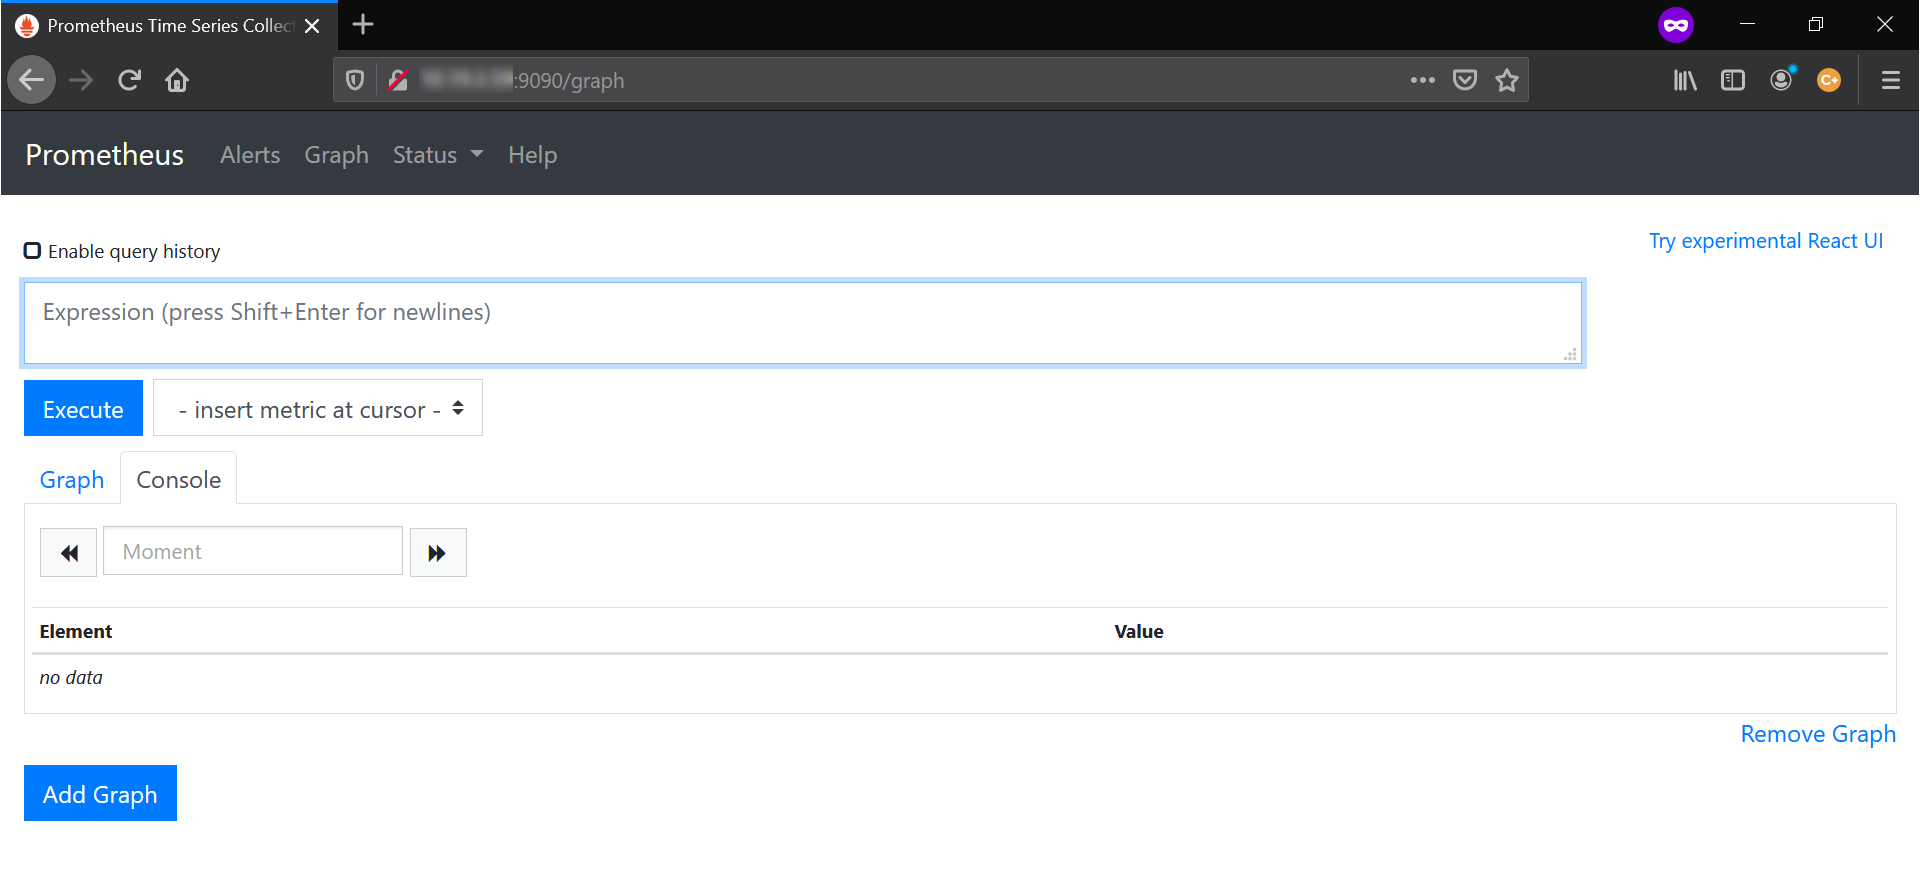 Prometheus Time Series Collec
:9090/graph
Prometheus Alerts Graph Status Help
Enable query history
Try experimental React UI
Expression (press Shift+Enter for newlines)
Execute
- insert metric at cursor -
Graph Console
Moment
Element Value
no data
Remove Graph
Add Graph